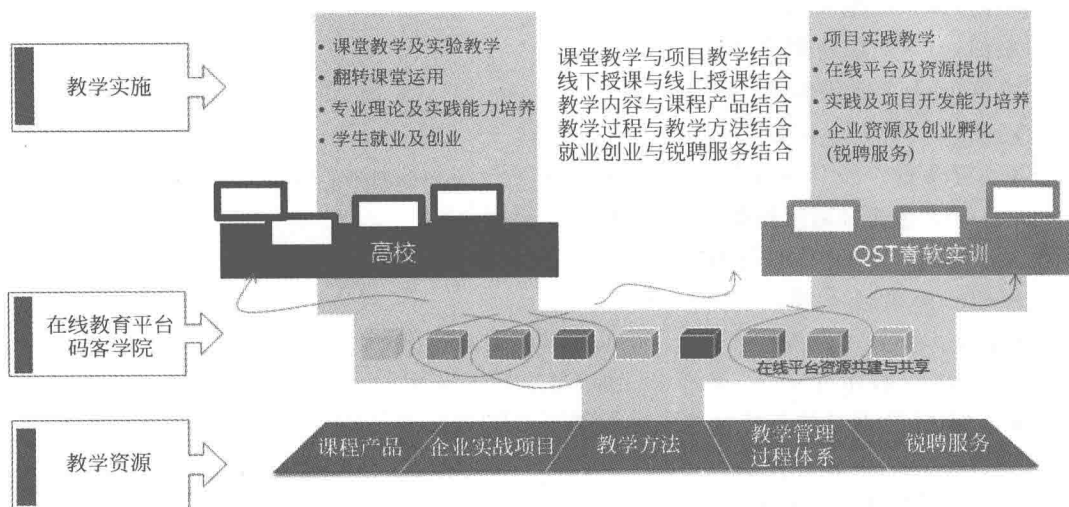 教学实施
• 课堂教学及实验教学
• 翻转课堂运用
• 专业理论及实践能力培养
• 学生就业及创业
课堂教学与项目教学结合
线下授课与线上授课结合
教学内容与课程产品结合
教学过程与教学方法结合
就业创业与锐聘服务结合
• 项目实践教学
• 在线平台及资源提供
• 实践及项目开发能力培养
• 企业资源及创业孵化
(锐聘服务)
高校
QST青软实训
在线教育平台
码客学院
在线平台资源共建与共享
教学资源
课程产品
企业实战项目
教学方法
教学管理
过程体系
锐聘服务